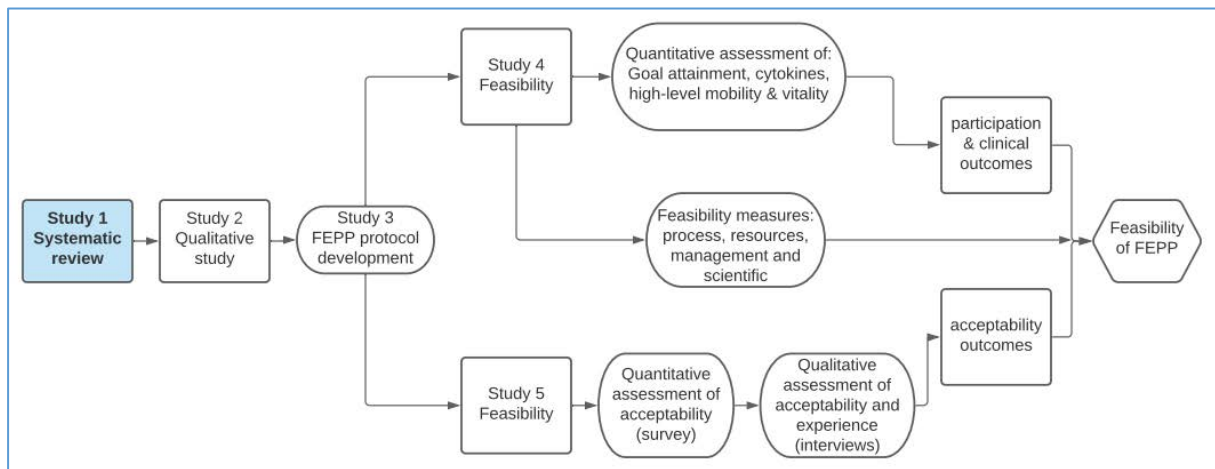 Study 1
Systematic
review
Study 2
Qualitative
study
Study 3
FEPP protocol
development
Study 4
Feasibility
Quantitative assessment of:
Goal attainment, cytokines,
high-level mobility & vitality
participation
& clinical
outcomes
Feasibility measures:
process, resources,
management and
scientific
Study 5
Feasibility
Quantitative
assessment of
acceptability
(survey)
Qualitative
assessment of
acceptability and
experience
(interviews)
acceptability
outcomes
Feasibility
of FEPP